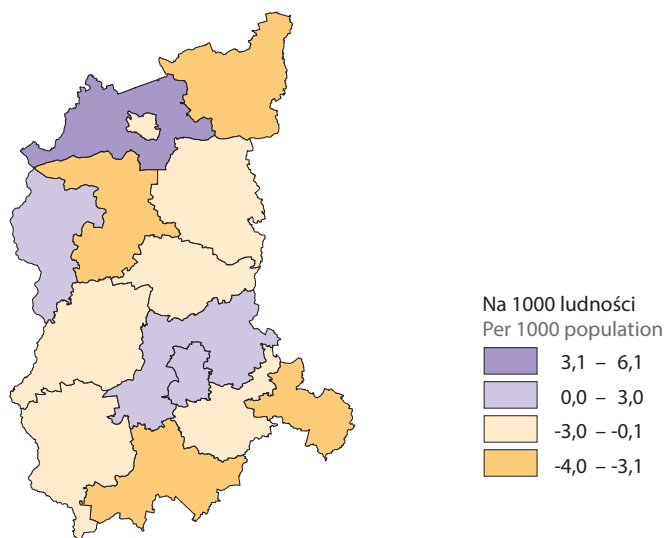 Na 1000 ludności
Per 1000 population
3,1 – 6,1
0,0 – 3,0
-3,0 – -0,1
-4,0 – -3,1